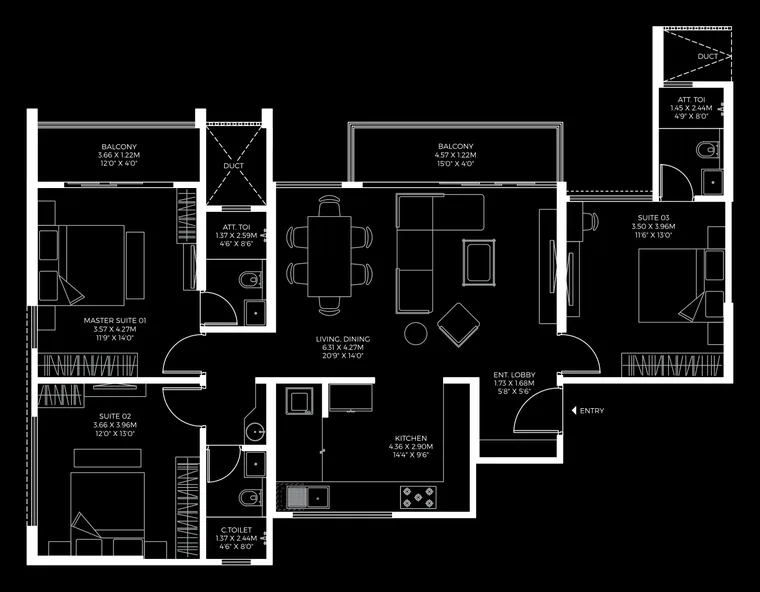 DUCT
ATT. TOI
1.45 X 2.44M
4'9" X 8'0"
BALCONY
3.66 X 1.22M
12'0" X 4'0"
DUCT
BALCONY
4.57 X 1.22M
15'0" X 4'0"
ATT. TOI
1.37 X 2.59M
4'6" X 8'6"
SUITE 03
3.50 X 3.96M
11'6" X 13'0"
MASTER SUITE 01
3.57 X 4.27M
11'9" X 14'0"
LIVING, DINING
6.31 X 4.27M
20'9" X 14'0"
ENT. LOBBY
1.73 X 1.68M
5'8" X 5'6"
ENTRY
SUITE 02
3.66 X 3.96M
12'0" X 13'0"
KITCHEN
4.36 X 2.90M
14'4" X 9'6"
C.TOILET
1.37 X 2.44M
4'6" X 8'0"